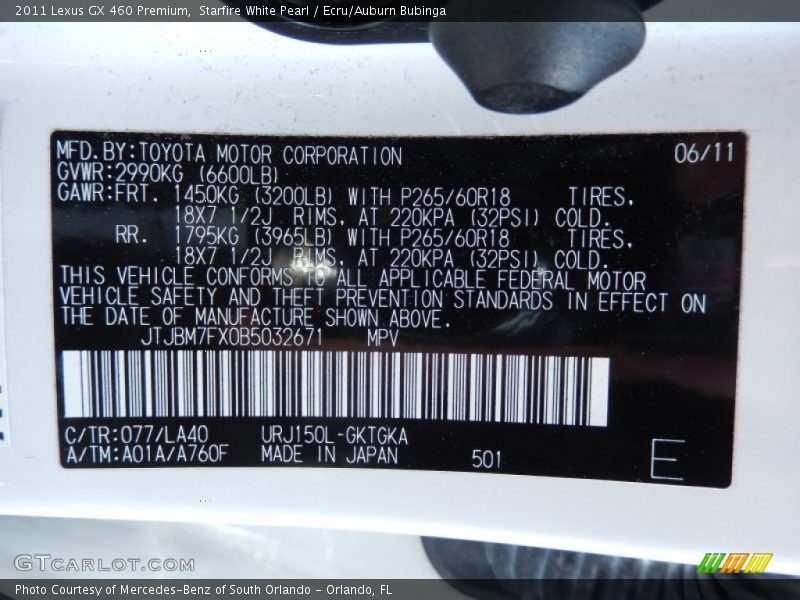 2011 Lexus GX 460 Premium, Starfire White Pearl / Ecru/Auburn Bubinga
MFD. BY: TOYOTA MOTOR CORPORATION 06/11
GVWR: 2990KG (6600LB)
GAWR: FRT. 1450KG (3200LB) WITH P265/60R18 TIRES,
18X7 1/2J RIMS, AT 220KPA (32PSI) COLD.
RR. 1795KG (3965LB) WITH P265/60R18 TIRES,
18X7 1/2J RIMS, AT 220KPA (32PSI) COLD.
THIS VEHICLE CONFORMS TO ALL APPLICABLE FEDERAL MOTOR
VEHICLE SAFETY AND THEFT PREVENTION STANDARDS IN EFFECT ON
THE DATE OF MANUFACTURE SHOWN ABOVE.
JTJBM7FX0B5032671 MPV
C/TR: 077/LA40 URJ150L-GKTGKA
A/TM: A01A/A760F MADE IN JAPAN 501 E
GTCARLOT.COM
Photo Courtesy of Mercedes-Benz of South Orlando - Orlando, FL